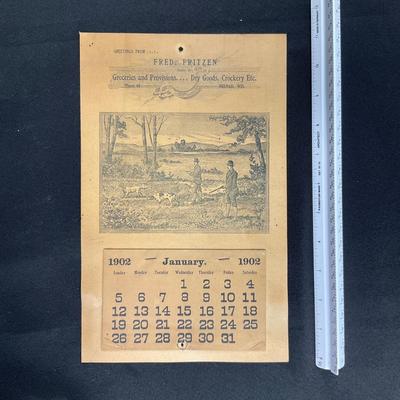 GREETINGS FROM ...
FRED. FRITZEN
Groceries and Provisions. ... Dry Goods, Crockery Etc.
1902 January. 1902
Sunday Monday Tuesday Wednesday Thursday Friday Saturday
1 2 3 4
5 6 7 8 9 10 11
12 13 14 15 16 17 18
19 20 21 22 23 24 25
26 27 28 29 30 31